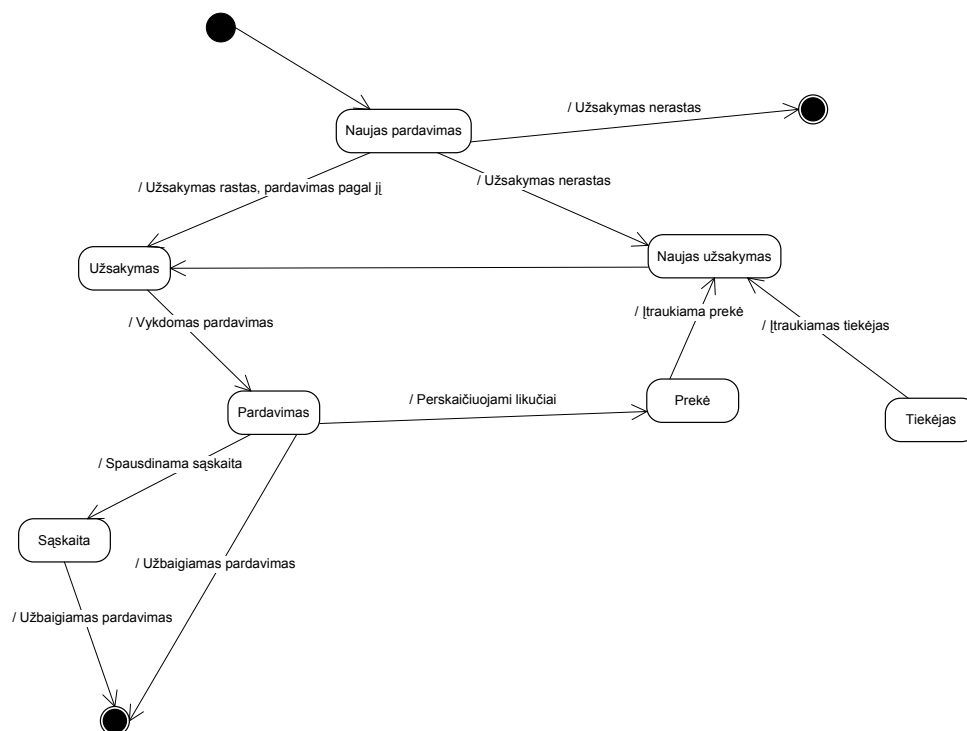 / Užsakymas nerastas
Naujas pardavimas
/ Užsakymas rastas, pardavimas pagal jį
/ Užsakymas nerastas
Užsakymas
Naujas užsakymas
/ Vykdomas pardavimas
/ Įtraukiama prekė
/ Įtraukiamas tiekėjas
/ Perskaičiuojami likučiai
Prekė
Pardavimas
Tiekėjas
/ Spausdinama sąskaita
Sąskaita
/ Užbaigiamas pardavimas
/ Užbaigiamas pardavimas